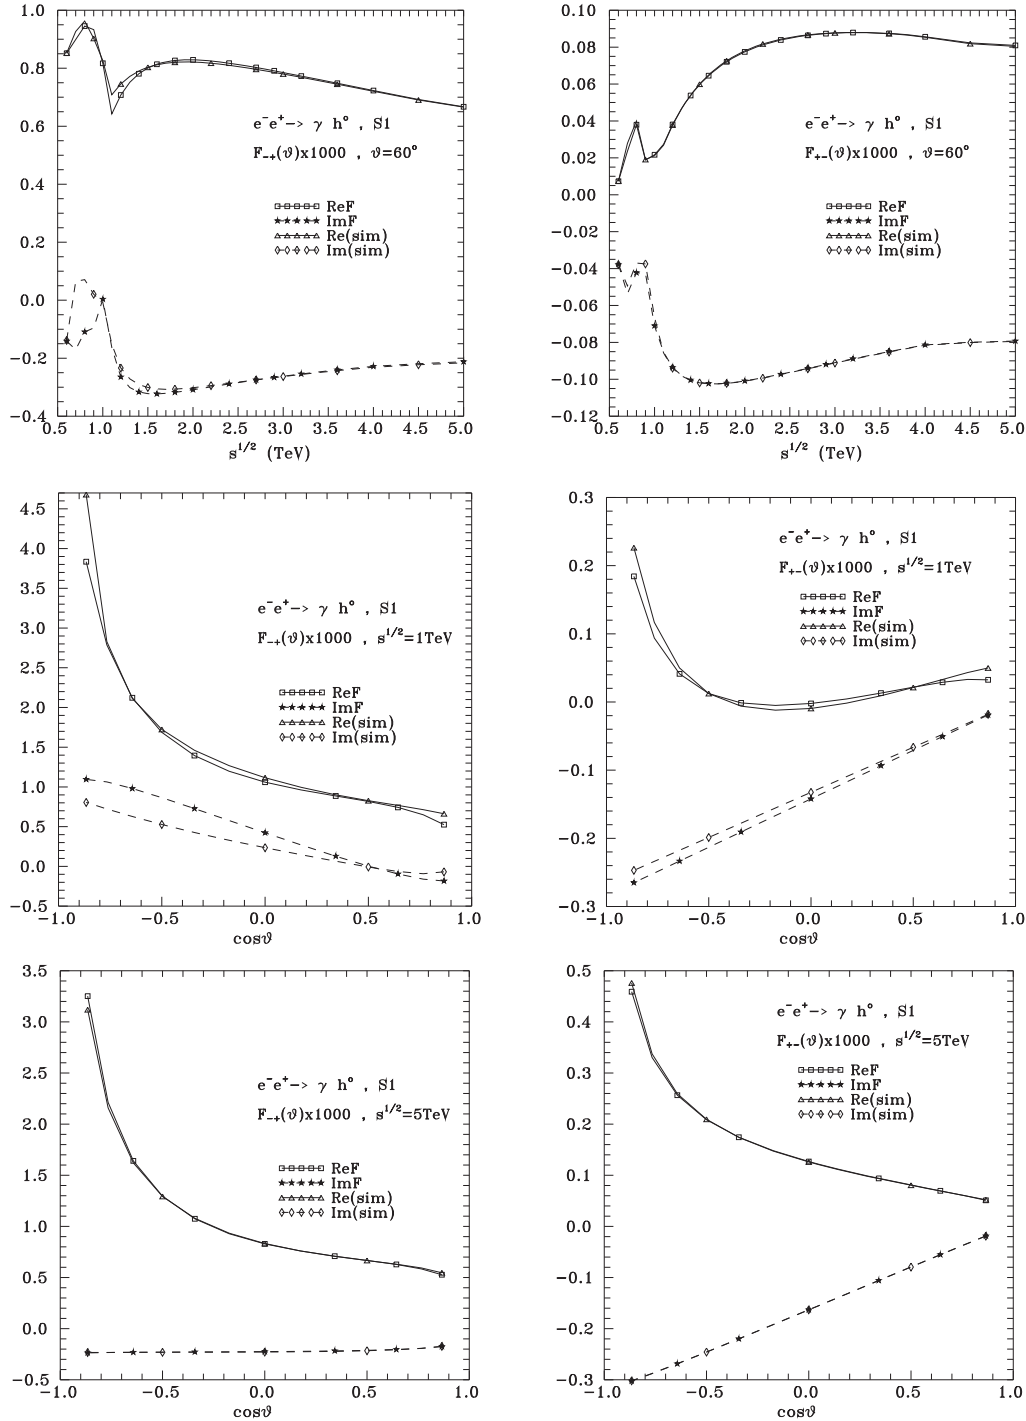 1.0
0.8
0.6
0.4
0.2
0.0
−0.2
−0.4
0.5 1.0 1.5 2.0 2.5 3.0 3.5 4.0 4.5 5.0
s^1/2 (TeV)
e⁻e⁺−> γ h° , S1
F₋₊(ϑ)x1000 , ϑ=60°
ReF
ImF
Re(sim)
Im(sim)
0.10
0.08
0.06
0.04
0.02
0.00
−0.02
−0.04
−0.06
−0.08
−0.10
−0.12
0.5 1.0 1.5 2.0 2.5 3.0 3.5 4.0 4.5 5.0
s^1/2 (TeV)
e⁻e⁺−> γ h° , S1
F₊₋(ϑ)x1000 , ϑ=60°
ReF
ImF
Re(sim)
Im(sim)
4.5
4.0
3.5
3.0
2.5
2.0
1.5
1.0
0.5
0.0
−0.5
−1.0 −0.5 0.0 0.5 1.0
cosϑ
e⁻e⁺−> γ h° , S1
F₋₊(ϑ)x1000 , s^1/2=1TeV
ReF
ImF
Re(sim)
Im(sim)
0.3
0.2
0.1
0.0
−0.1
−0.2
−0.3
−1.0 −0.5 0.0 0.5 1.0
cosϑ
e⁻e⁺−> γ h° , S1
F₊₋(ϑ)x1000 , s^1/2=1TeV
ReF
ImF
Re(sim)
Im(sim)
3.5
3.0
2.5
2.0
1.5
1.0
0.5
0.0
−0.5
−1.0 −0.5 0.0 0.5 1.0
cosϑ
e⁻e⁺−> γ h° , S1
F₋₊(ϑ)x1000 , s^1/2=5TeV
ReF
ImF
Re(sim)
Im(sim)
0.5
0.4
0.3
0.2
0.1
0.0
−0.1
−0.2
−0.3
−1.0 −0.5 0.0 0.5 1.0
cosϑ
e⁻e⁺−> γ h° , S1
F₊₋(ϑ)x1000 , s^1/2=5TeV
ReF
ImF
Re(sim)
Im(sim)